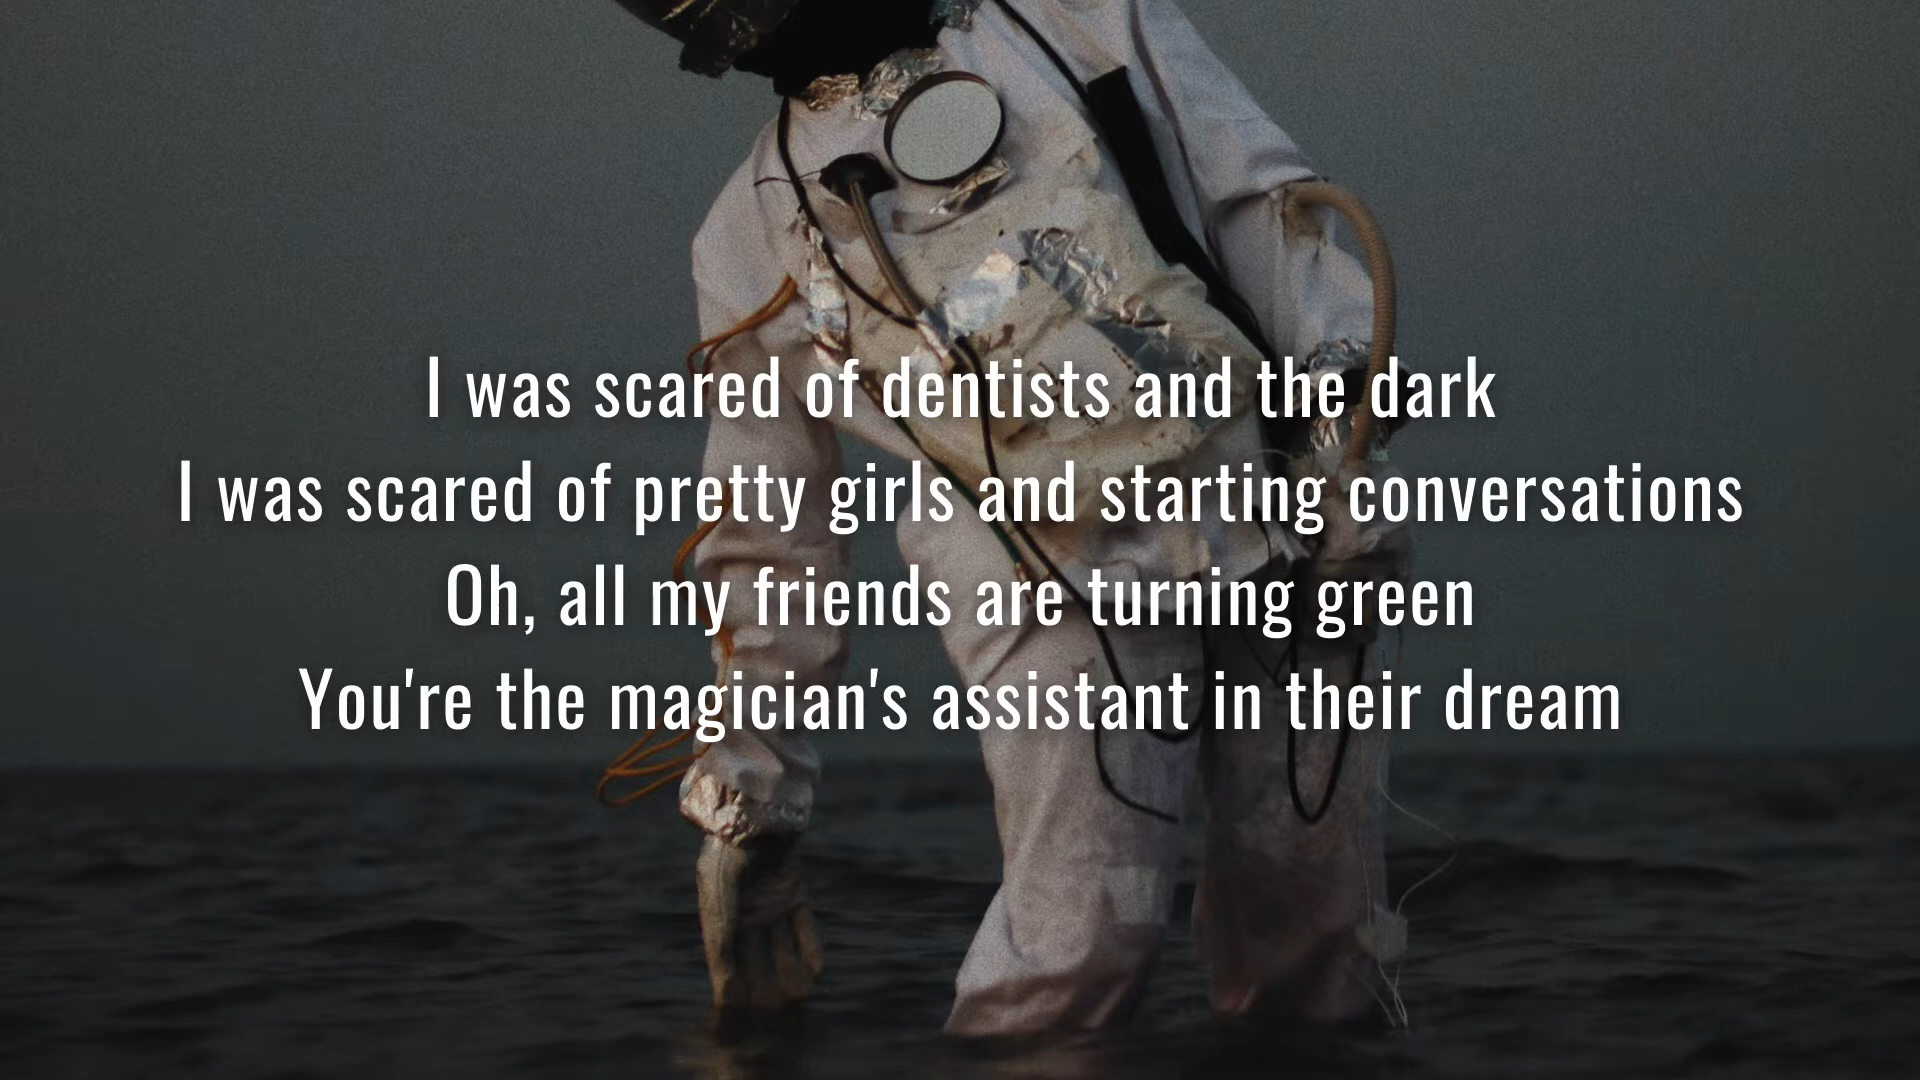 I was scared of dentists and the dark
I was scared of pretty girls and starting conversations
Oh, all my friends are turning green
You're the magician's assistant in their dream